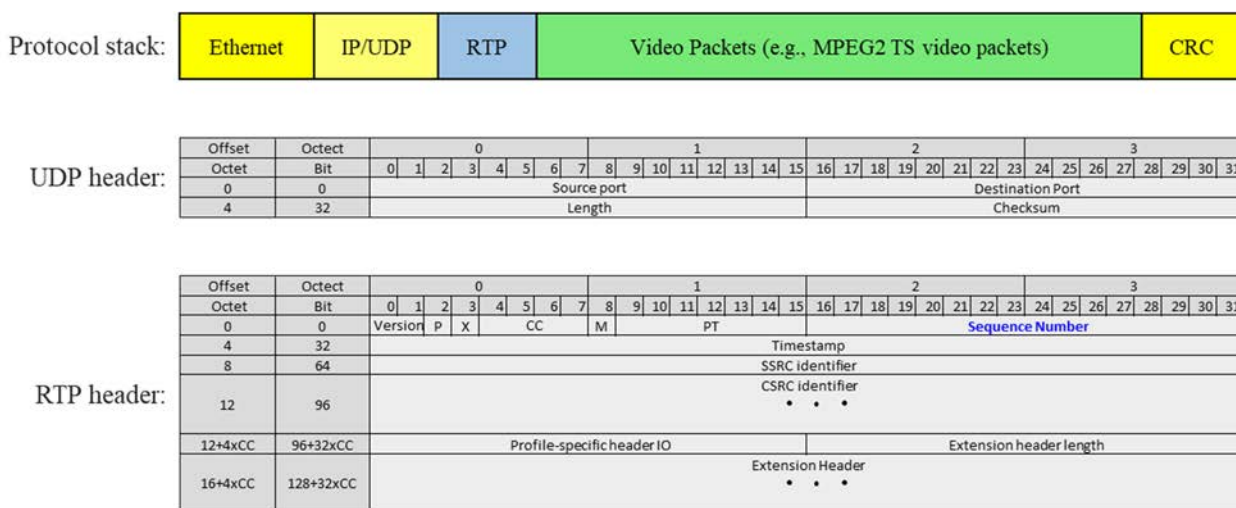 Protocol stack: Ethernet IP/UDP RTP Video Packets (e.g., MPEG2 TS video packets) CRC
UDP header:
Offset Octect 0 1 2 3
Octet Bit 0 1 2 3 4 5 6 7 8 9 10 11 12 13 14 15 16 17 18 19 20 21 22 23 24 25 26 27 28 29 30 31
0 0 Source port Destination Port
4 32 Length Checksum
RTP header:
Offset Octect 0 1 2 3
Octet Bit 0 1 2 3 4 5 6 7 8 9 10 11 12 13 14 15 16 17 18 19 20 21 22 23 24 25 26 27 28 29 30 31
0 0 Version P X CC M PT Sequence Number
4 32 Timestamp
8 64 SSRC identifier
12 96 CSRC identifier
• • •
12+4xCC 96+32xCC Profile-specific header IO Extension header length
16+4xCC 128+32xCC Extension Header
• • •